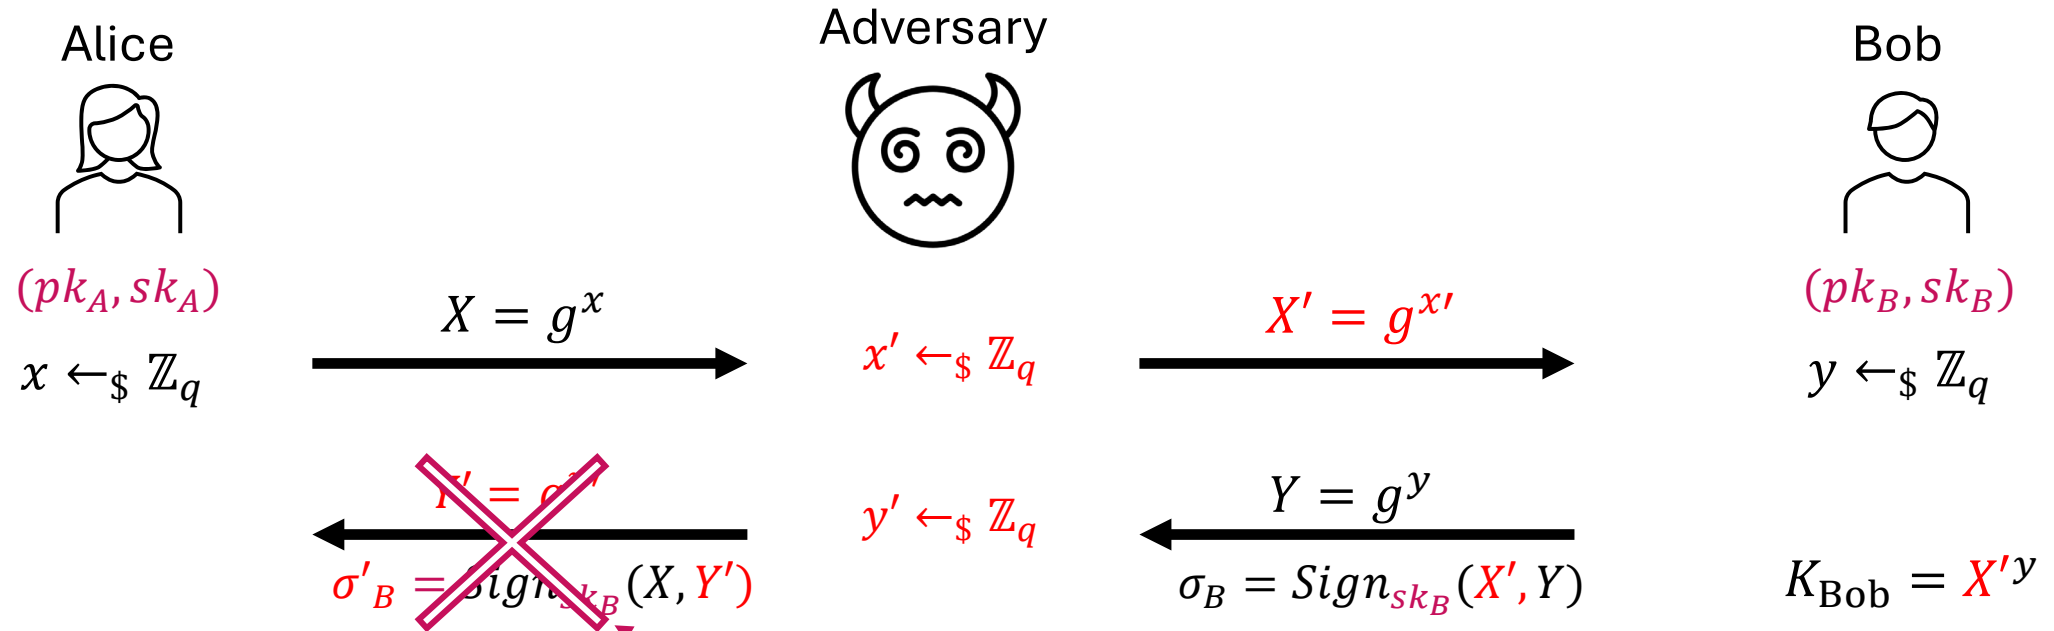 Alice
Adversary
Bob
(pk_A, sk_A)
(pk_B, sk_B)
X = g^x
X′ = g^{x′}
x ←_$ ℤ_q
x′ ←_$ ℤ_q
y ←_$ ℤ_q
Y′ =
y′ ←_$ ℤ_q
Y = g^y
σ′_B = Sign_{sk_B}(X, Y′)
σ_B = Sign_{sk_B}(X′, Y)
K_Bob = X′^y